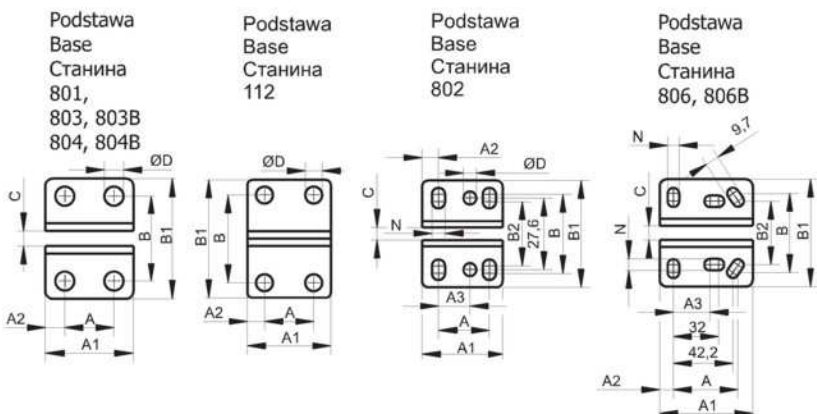 Podstawa
Base
Станина
801,
803, 803B
804, 804B
ØD
C
B
B1
A2
A
A1
Podstawa
Base
Станина
112
ØD
B1
B
A2
A
A1
Podstawa
Base
Станина
802
A2
ØD
C
N
B2
27,6
B
B1
A3
A
A1
Podstawa
Base
Станина
806, 806B
9,7
N
C
N
B2
B
B1
A3
32
42,2
A2
A
A1